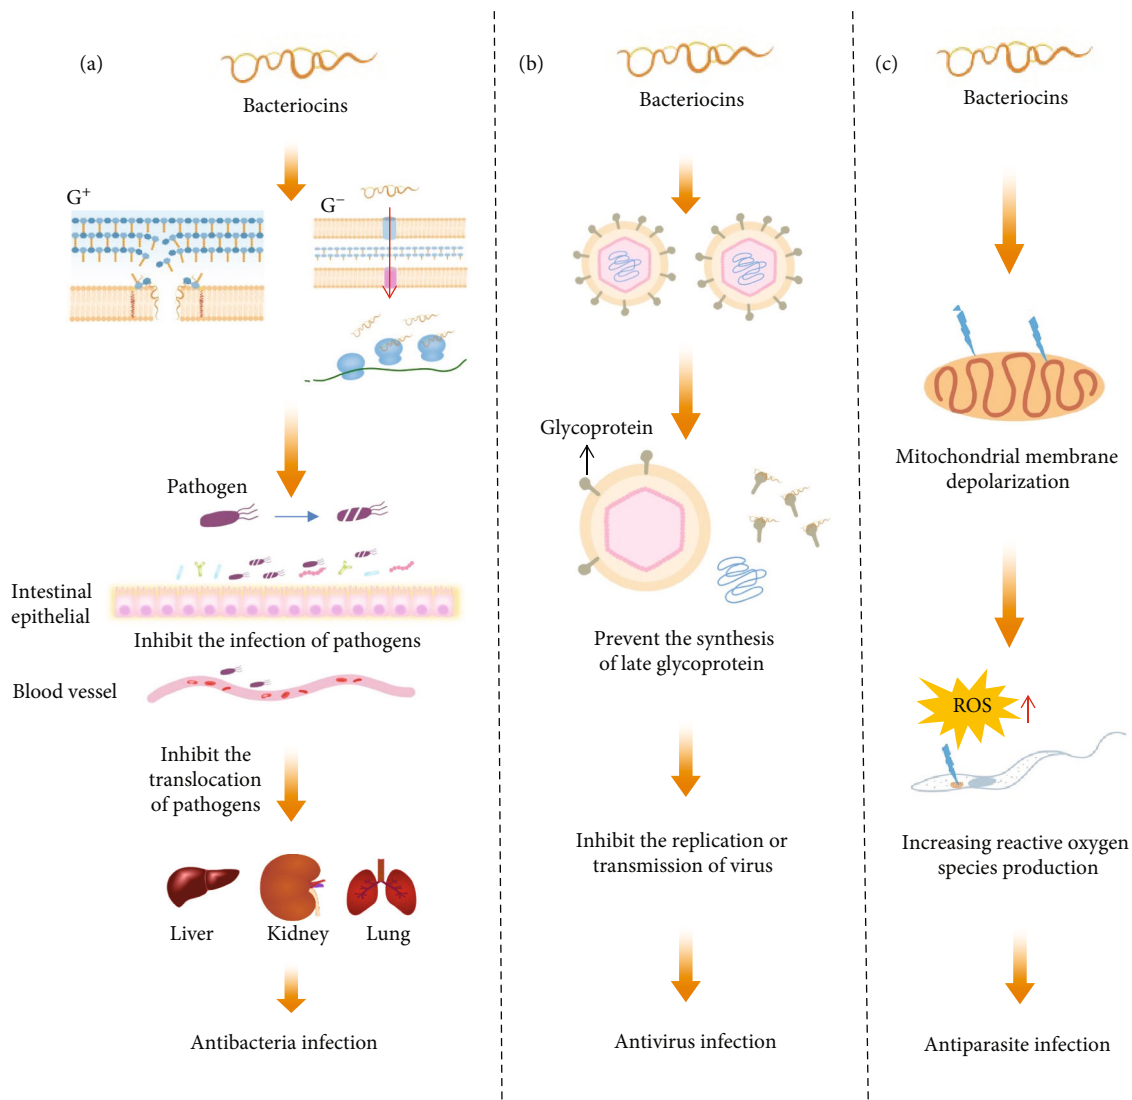 (a)
Bacteriocins
G⁺
G⁻
Pathogen
Intestinal
epithelial
Inhibit the infection of pathogens
Blood vessel
Inhibit the
translocation
of pathogens
Liver
Kidney
Lung
Antibacteria infection
(b)
Bacteriocins
Glycoprotein
Prevent the synthesis
of late glycoprotein
Inhibit the replication or
transmission of virus
Antivirus infection
(c)
Bacteriocins
Mitochondrial membrane
depolarization
ROS
Increasing reactive oxygen
species production
Antiparasite infection